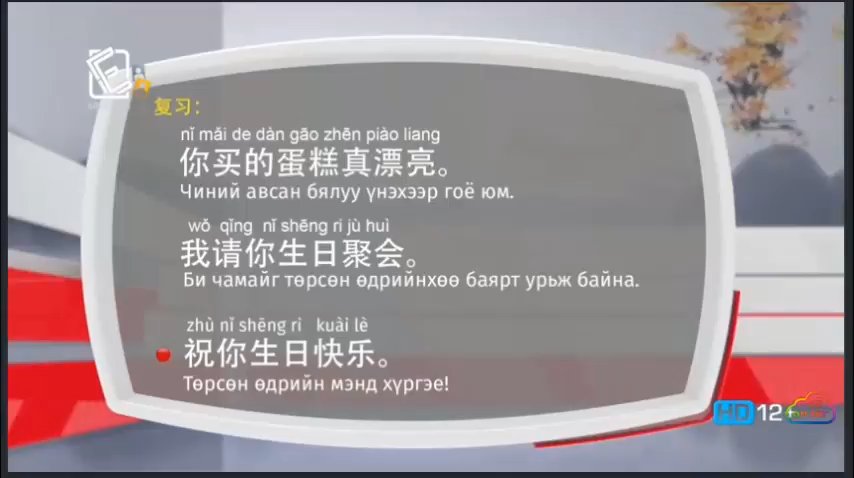 复习：
nǐ mǎi de dàn gāo zhēn piào liang
你买的蛋糕真漂亮。
Чиний авсан бялуу үнэхээр гоё юм.
wǒ qǐng nǐ shēng ri jù huì
我请你生日聚会。
Би чамайг төрсөн өдрийнхөө баярт урьж байна.
zhù nǐ shēng ri kuài lè
祝你生日快乐。
Төрсөн өдрийн мэнд хүргэе!
HD 12+